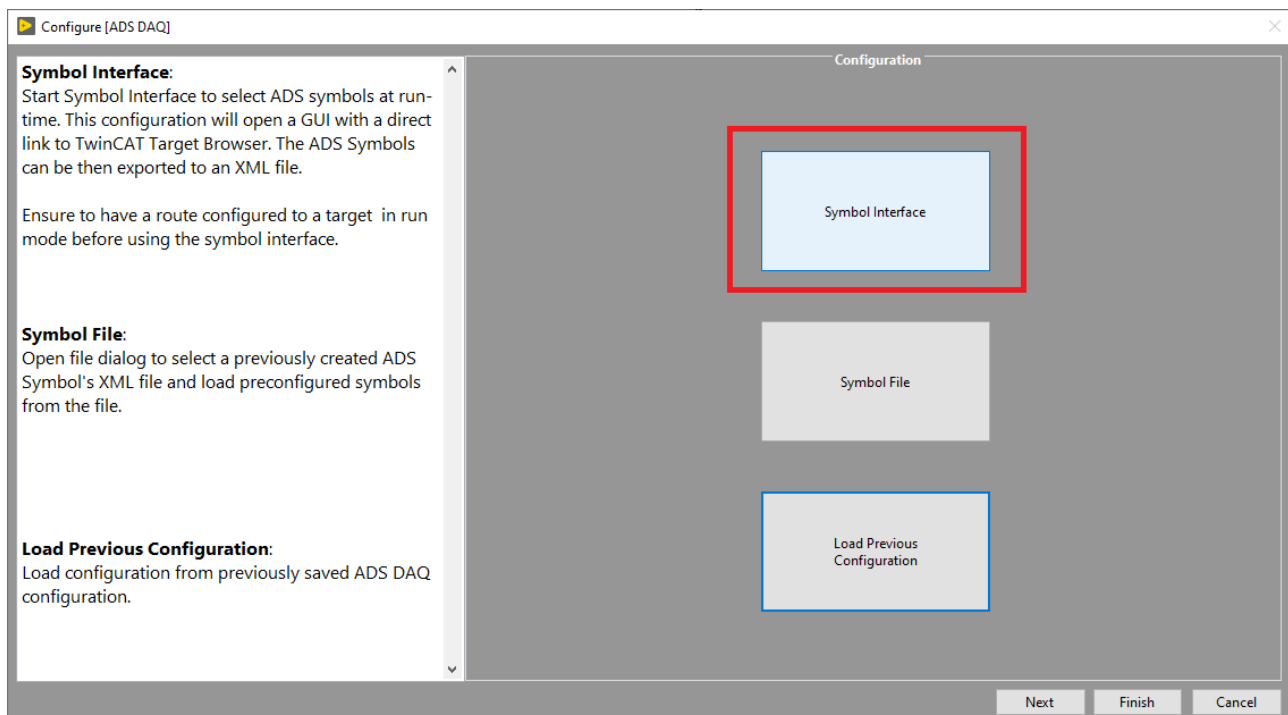 Configure [ADS DAQ]
Symbol Interface:
Start Symbol Interface to select ADS symbols at run-
time. This configuration will open a GUI with a direct
link to TwinCAT Target Browser. The ADS Symbols
can be then exported to an XML file.
Ensure to have a route configured to a target  in run
mode before using the symbol interface.
Symbol File:
Open file dialog to select a previously created ADS
Symbol's XML file and load preconfigured symbols
from the file.
Load Previous Configuration:
Load configuration from previously saved ADS DAQ
configuration.
Configuration
Symbol Interface
Symbol File
Load Previous
Configuration
Next
Finish
Cancel